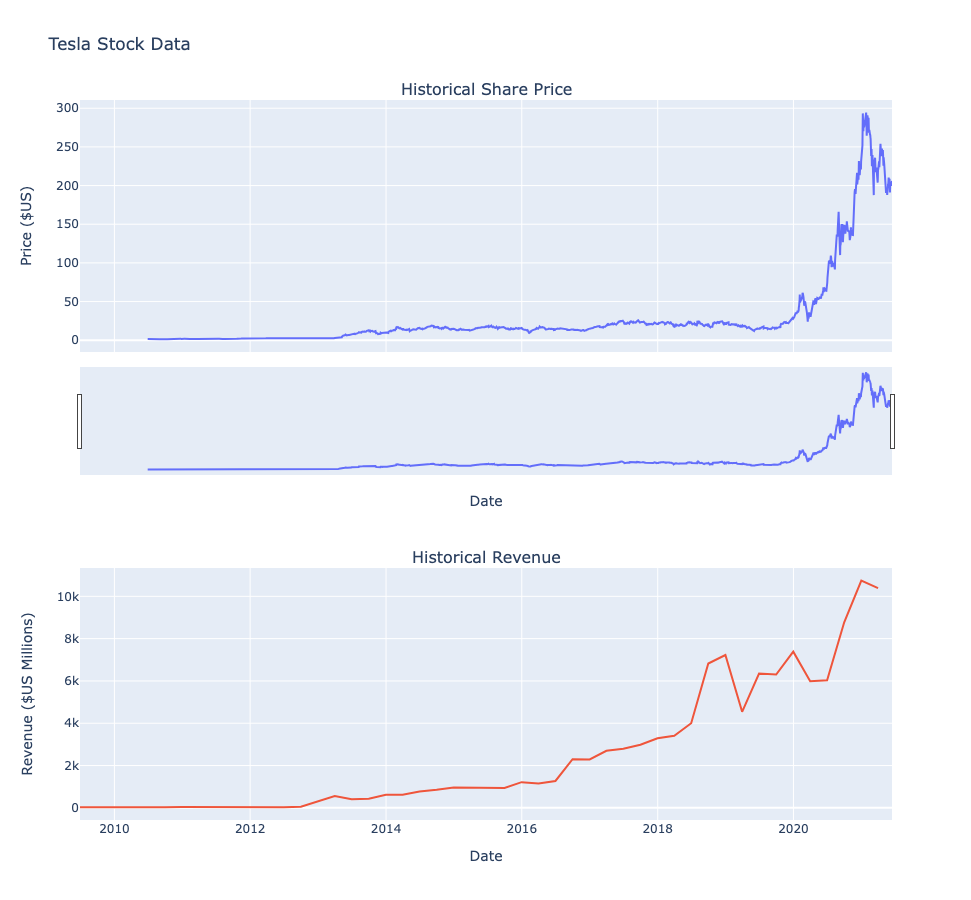 Tesla Stock Data
Historical Share Price
300
250
200
150
100
50
0
Price ($US)
Date
Historical Revenue
10k
8k
6k
4k
2k
0
Revenue ($US Millions)
2010 2012 2014 2016 2018 2020
Date